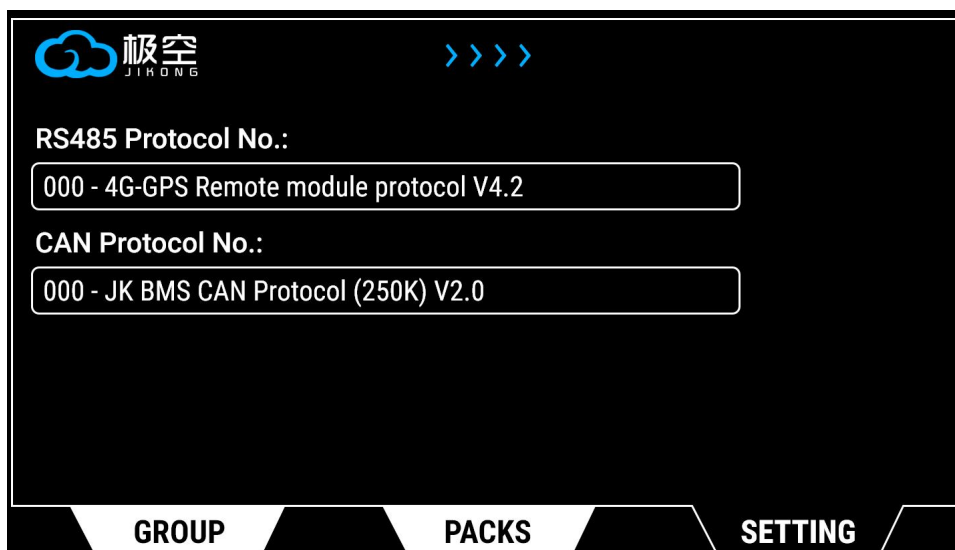 极空
JIKONG
RS485 Protocol No.:
000 - 4G-GPS Remote module protocol V4.2
CAN Protocol No.:
000 - JK BMS CAN Protocol (250K) V2.0
GROUP
PACKS
SETTING